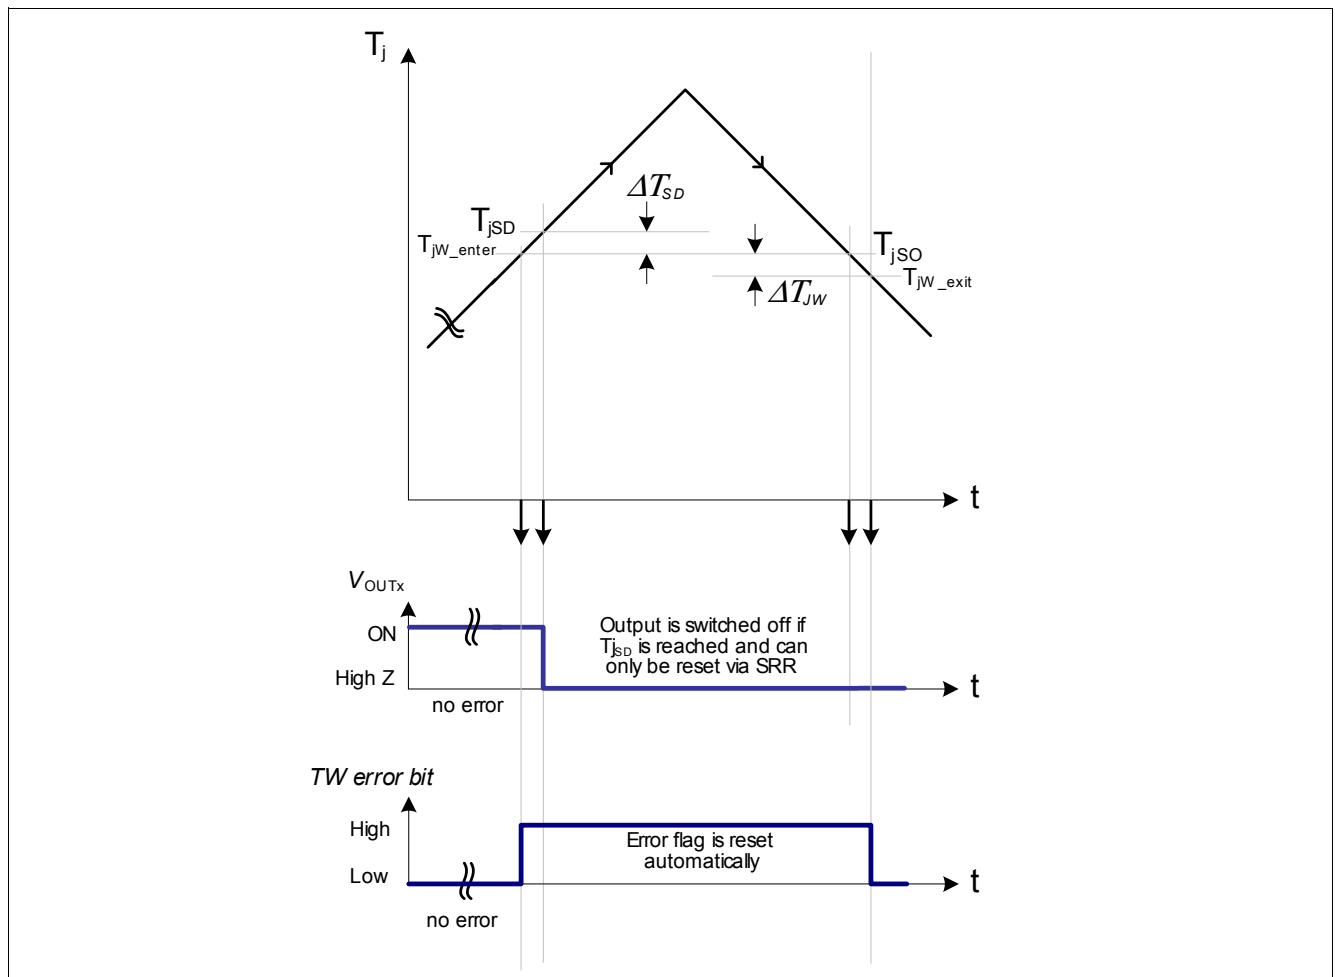 Tj
ΔTSD
TjSD
TjW_enter
TjSO
TjW_exit
ΔTJW
t
VOUTx
ON
High Z
Output is switched off if
TjSD is reached and can
only be reset via SRR
t
no error
TW error bit
High
Low
Error flag is reset
automatically
t
no error